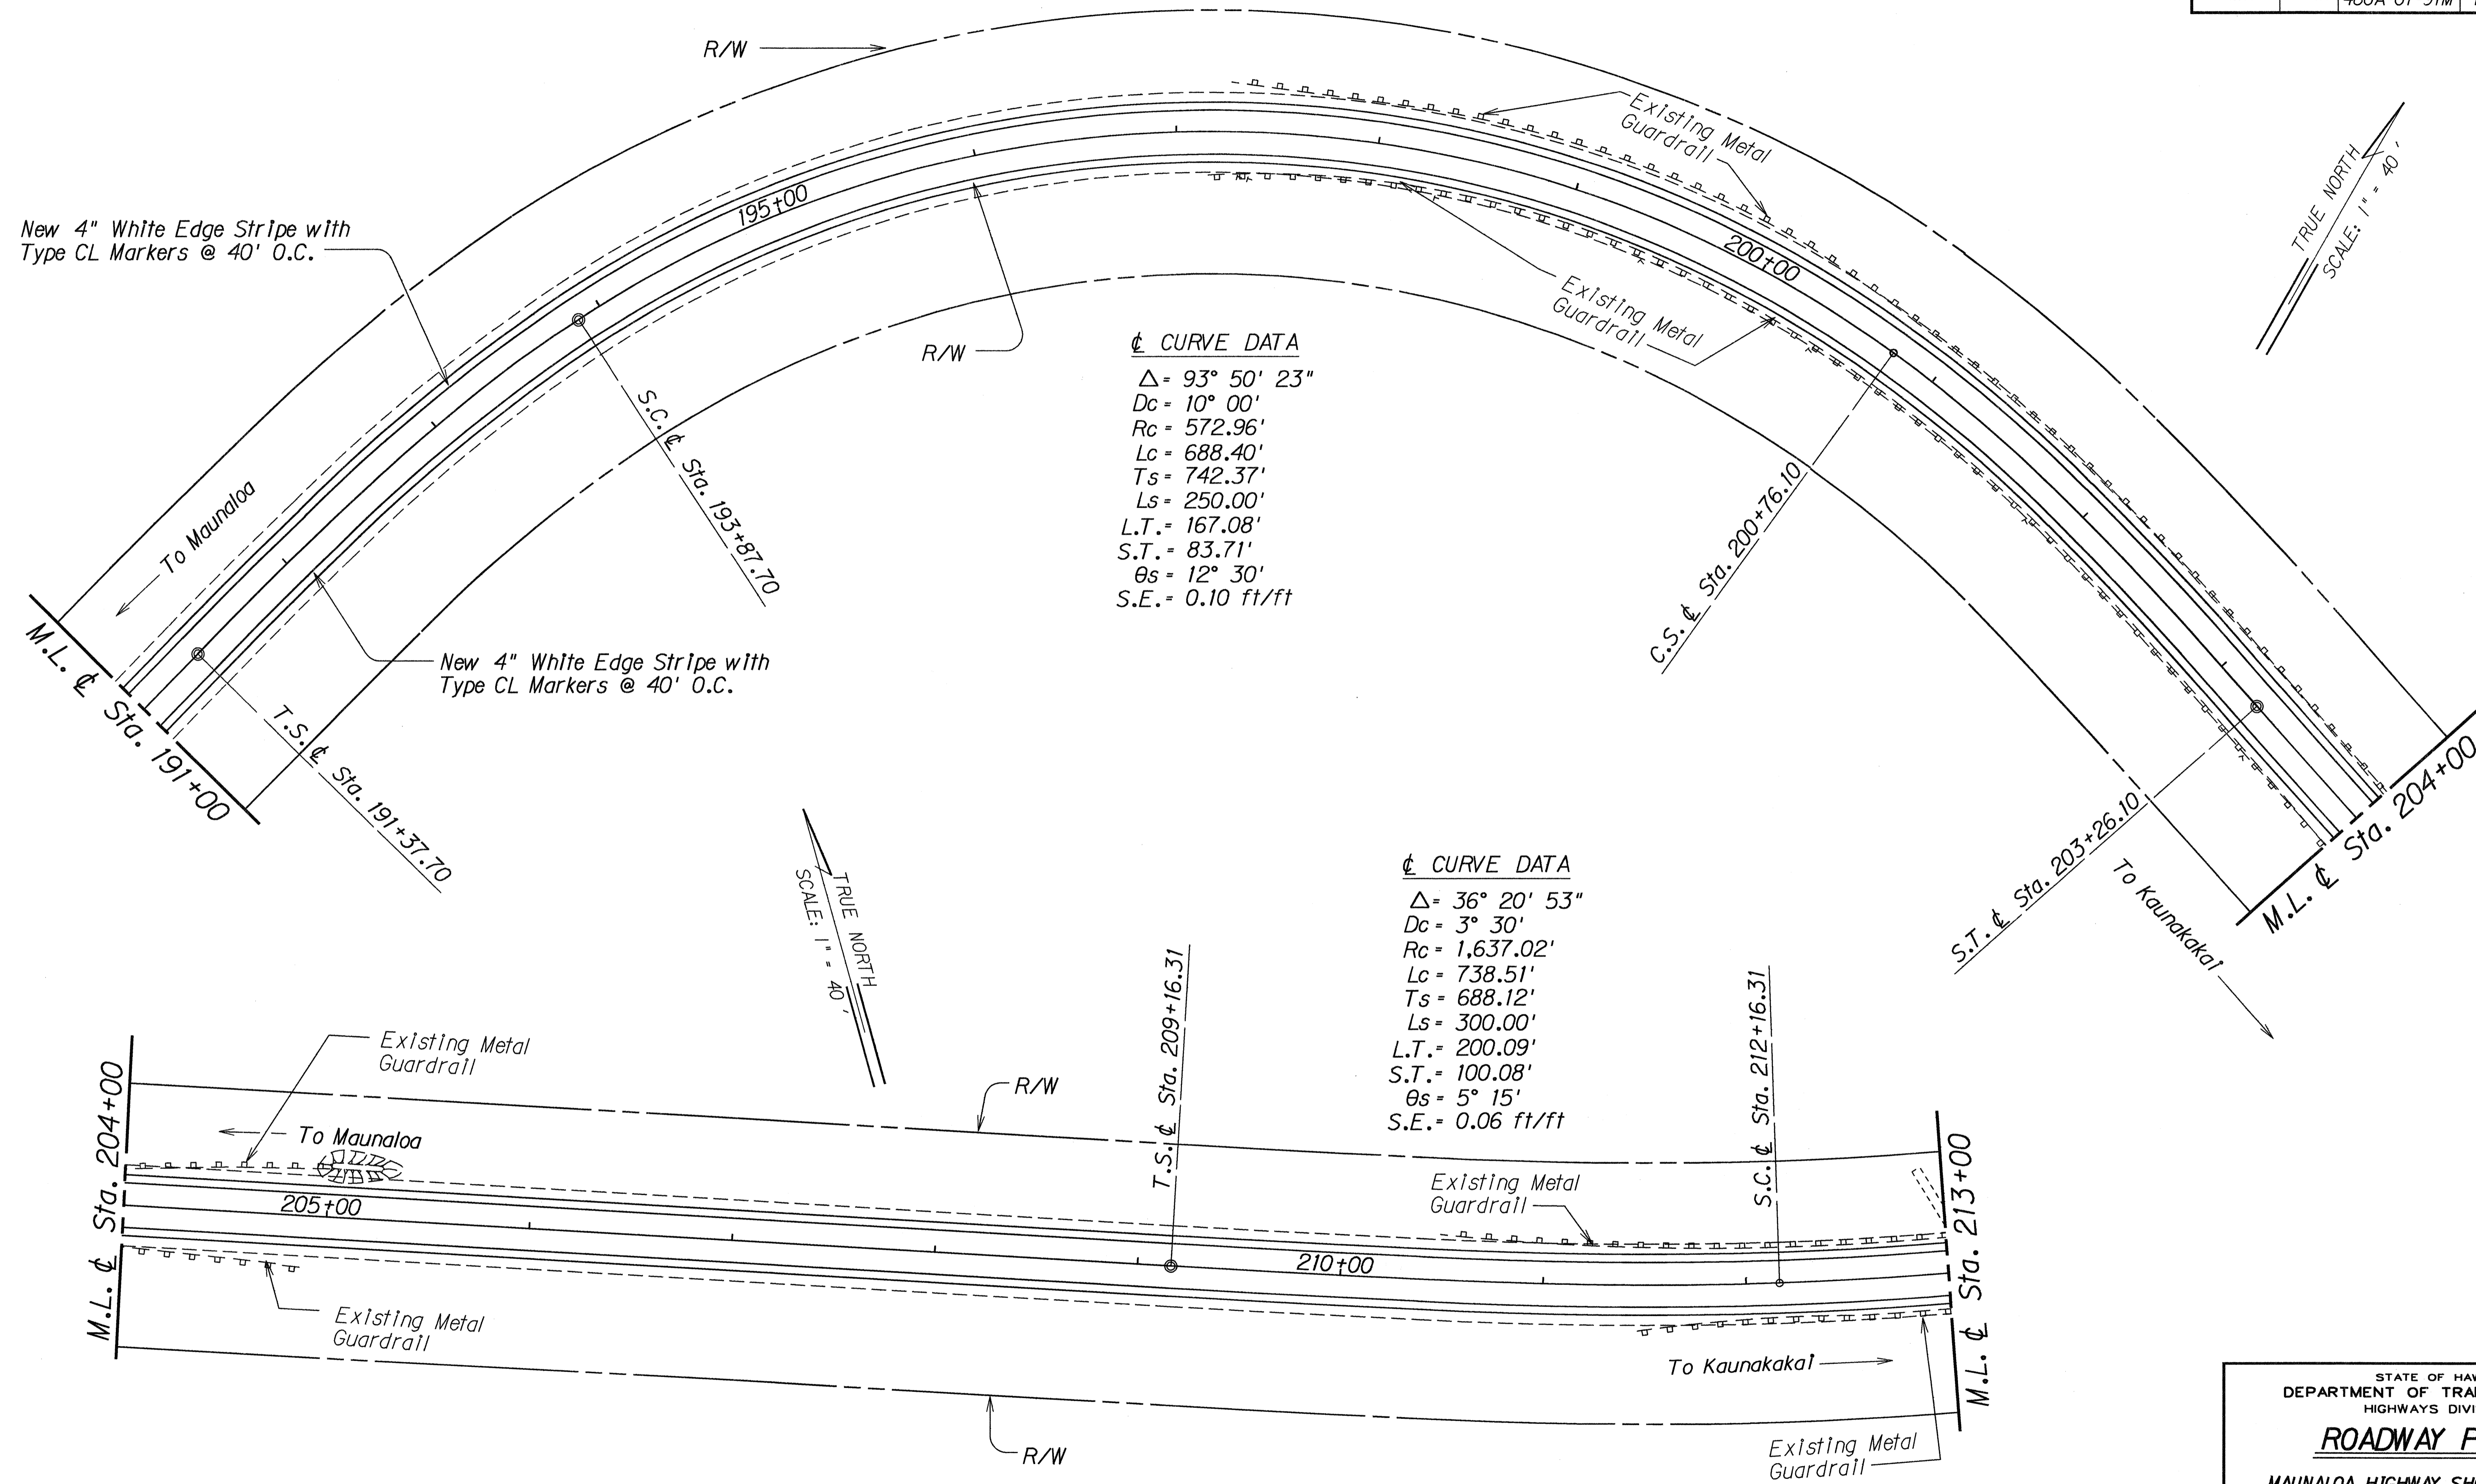 R/W
Existing Metal
Guardrail
TRUE NORTH
SCALE: 1" = 40'
New 4" White Edge Stripe with
Type CL Markers @ 40' O.C.
195+00
200+00
Existing Metal
Guardrail
R/W
℄ CURVE DATA
Δ= 93° 50' 23"
Dc = 10° 00'
Rc = 572.96'
Lc = 688.40'
Ts = 742.37'
Ls = 250.00'
L.T.= 167.08'
S.T.= 83.71'
θs = 12° 30'
S.E.= 0.10 ft/ft
S.C. ℄ Sta. 193+87.70
C.S. ℄ Sta. 200+76.10
To Maunaloa
M.L. ℄ Sta. 191+00
New 4" White Edge Stripe with
Type CL Markers @ 40' O.C.
T.S. ℄ Sta. 191+37.70
S.T. ℄ Sta. 203+26.10
M.L. ℄ Sta. 204+00
To Kaunakakai
TRUE NORTH
SCALE: 1" = 40'
℄ CURVE DATA
Δ= 36° 20' 53"
Dc = 3° 30'
Rc = 1,637.02'
Lc = 738.51'
Ts = 688.12'
Ls = 300.00'
L.T.= 200.09'
S.T.= 100.08'
θs = 5° 15'
S.E.= 0.06 ft/ft
Existing Metal
Guardrail
R/W
To Maunaloa
M.L. ℄ Sta. 204+00
205+00
T.S. ℄ Sta. 209+16.31
S.C. ℄ Sta. 212+16.31
Existing Metal
Guardrail
210+00
M.L. ℄ Sta. 213+00
Existing Metal
Guardrail
To Kaunakakai
R/W
Existing Metal
Guardrail
STATE OF
DEPARTMENT OF
HIGHWAYS
ROADWAY
MAUNALOA HIGHWAY